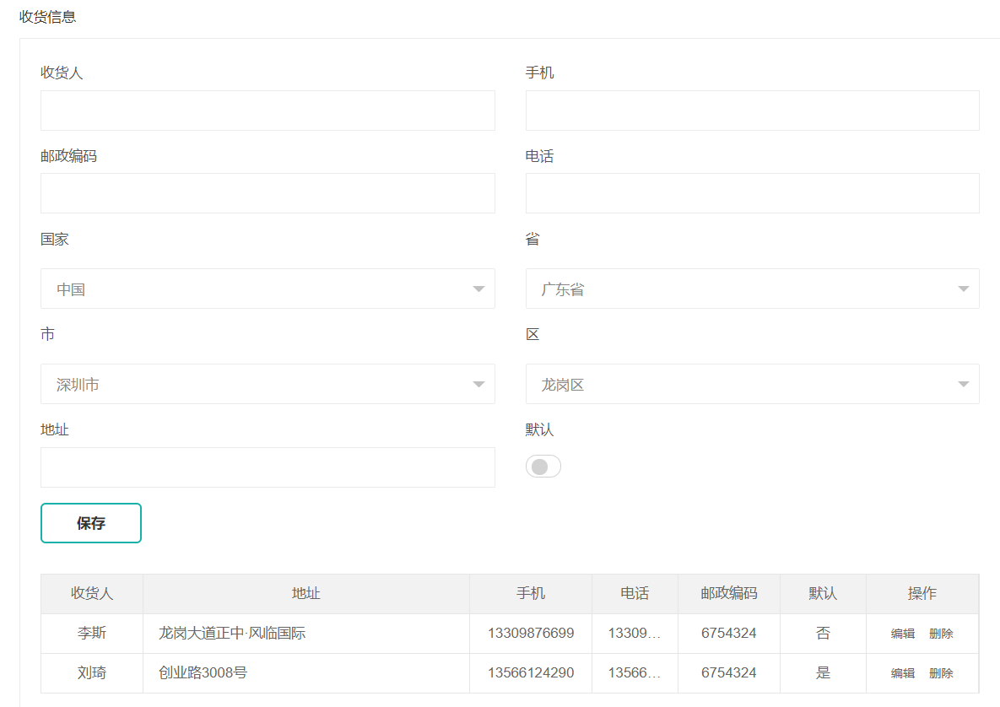 收货信息
收货人 手机
邮政编码 电话
国家 省
中国 广东省
市 区
深圳市 龙岗区
地址 默认
保存
收货人 地址 手机 电话 邮政编码 默认 操作
李斯 龙岗大道正中·风临国际 13309876699 13309... 6754324 否 编辑 删除
刘琦 创业路3008号 13566124290 13566... 6754324 是 编辑 删除